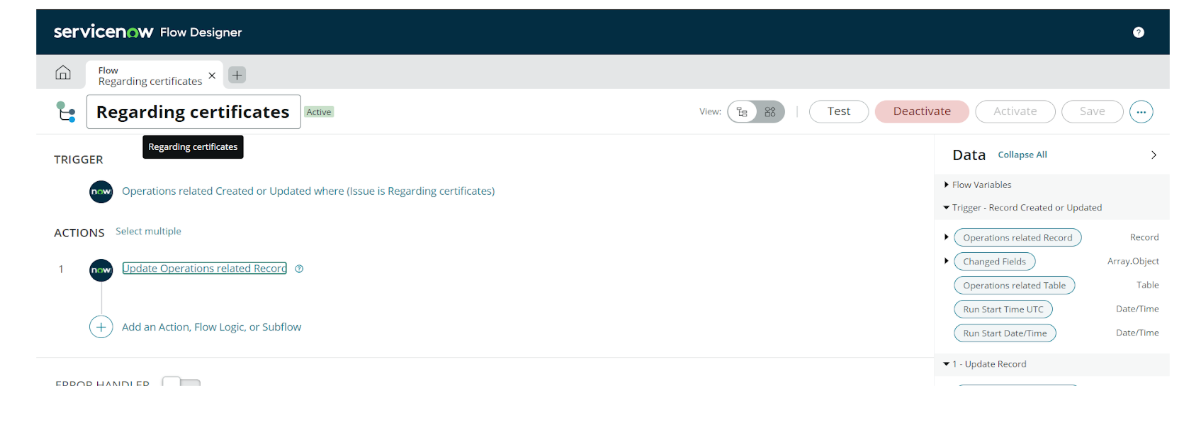 servicenow Flow Designer
Flow
Regarding certificates
Regarding certificates
Active
View:
Test
Deactivate
Activate
Save
Regarding certificates
TRIGGER
now
Operations related Created or Updated where (Issue is Regarding certificates)
ACTIONS Select multiple
1
now
Update Operations related Record
Add an Action, Flow Logic, or Subflow
ERROR HANDLER
Data Collapse All
Flow Variables
Trigger - Record Created or Updated
Operations related Record Record
Changed Fields Array.Object
Operations related Table Table
Run Start Time UTC Date/Time
Run Start Date/Time Date/Time
1 - Update Record